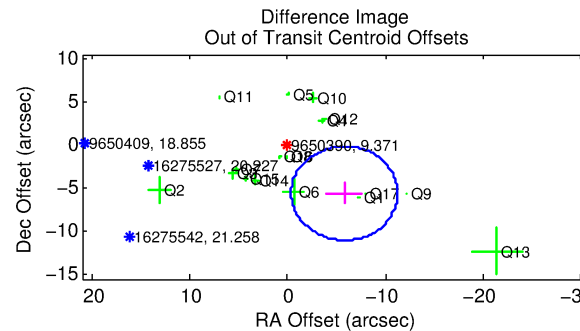 Difference Image
Out of Transit Centroid Offsets
10
Q11
Q5
Q10
5
Q12
0
9650409, 18.855
9650390, 9.371
16275527, 20.227
-5
Q14
Q2
Q6
Q1
Q17
Q9
-10
16275542, 21.258
Q13
-15
20
10
0
-10
-20
Dec Offset (arcsec)
RA Offset (arcsec)